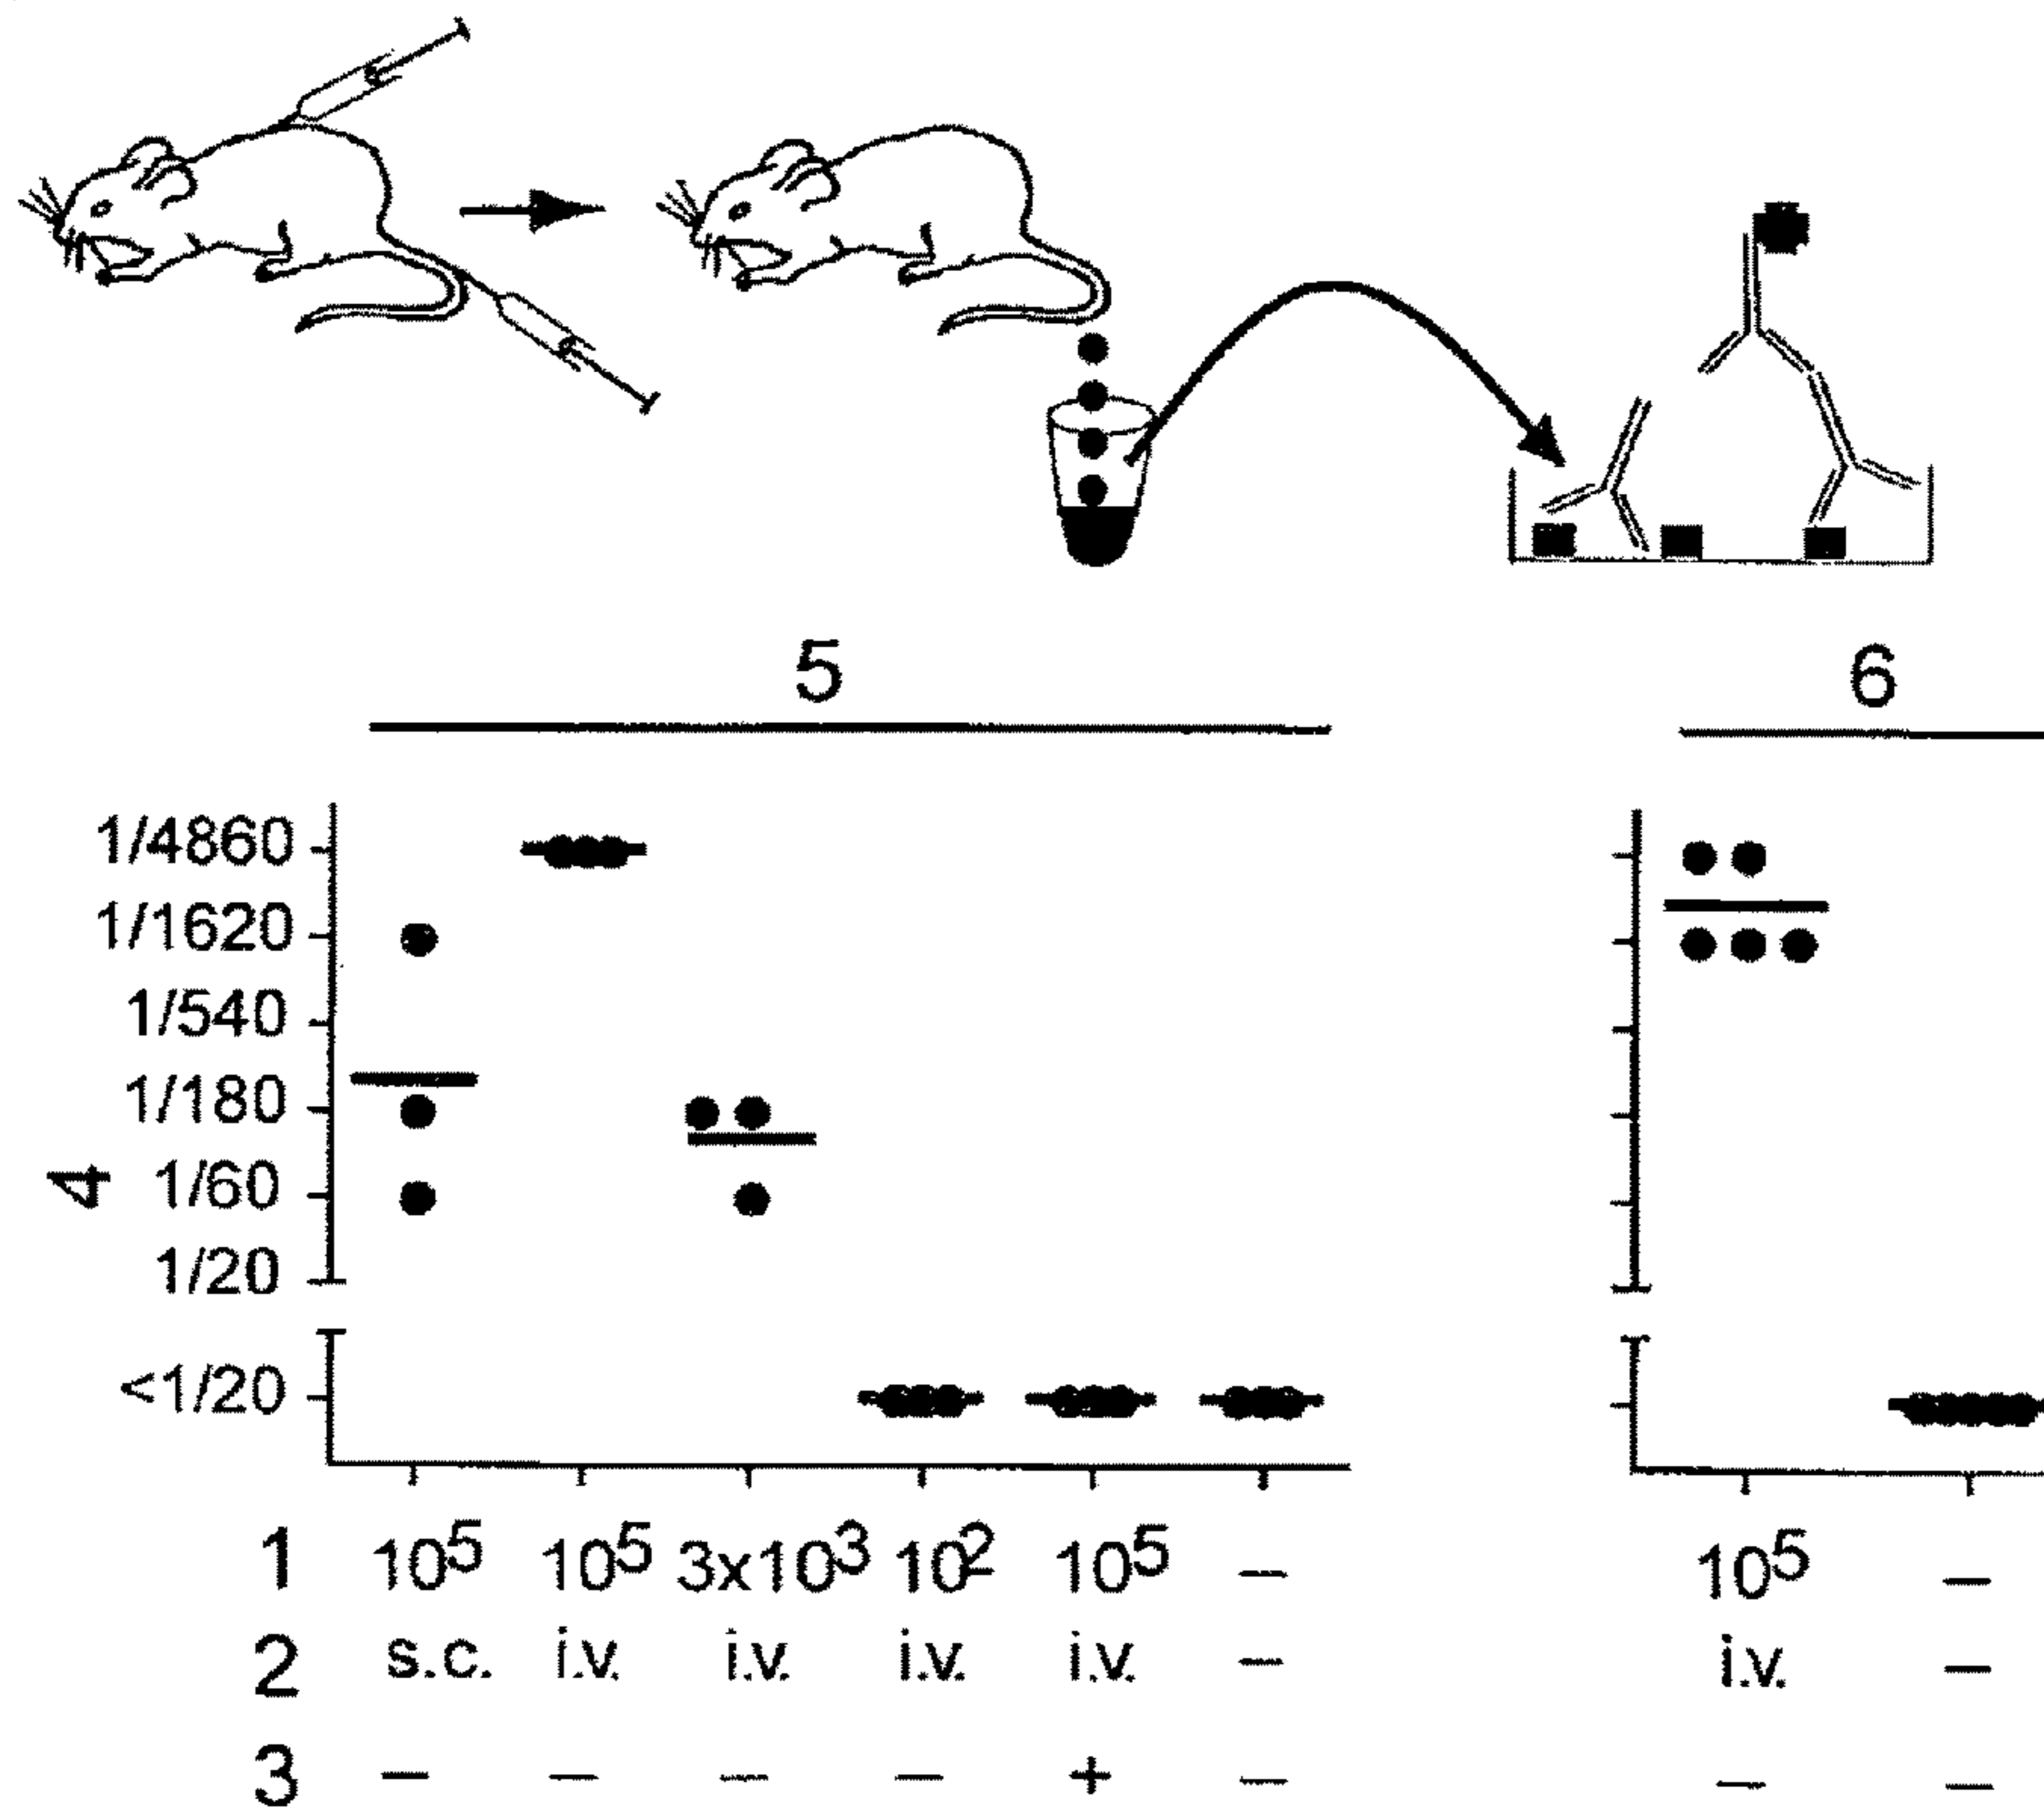 5 6
1/4860
1/1620
1/540
1/180
4 1/60
1/20
<1/20
1 10⁵ 10⁵ 3x10³ 10² 10⁵ – 10⁵ –
2 s.c. i.v. i.v. i.v. i.v. – i.v. –
3 – – – – + – – –